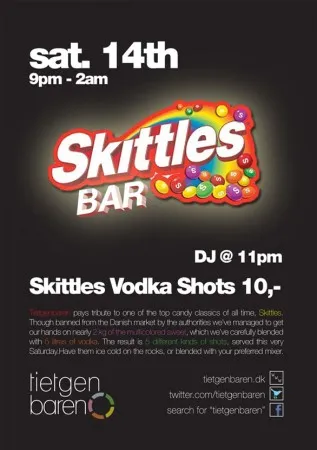 sat. 14th
9pm - 2am
Skittles
BAR
DJ @ 11pm
Skittles Vodka Shots 10,-
Tietgenbaren pays tribute to one of the top candy classics of all time, Skittles.
Though banned from the Danish market by the authorities we've managed to get
our hands on nearly 2 kg of the multicolored sweet, which we've carefully blended
with 6 litres of vodka. The result is 5 different kinds of shots, served this very
Saturday.Have them ice cold on the rocks, or blended with your preferred mixer.
tietgen
baren
tietgenbaren.dk
twitter.com/tietgenbaren
search for "tietgenbaren"